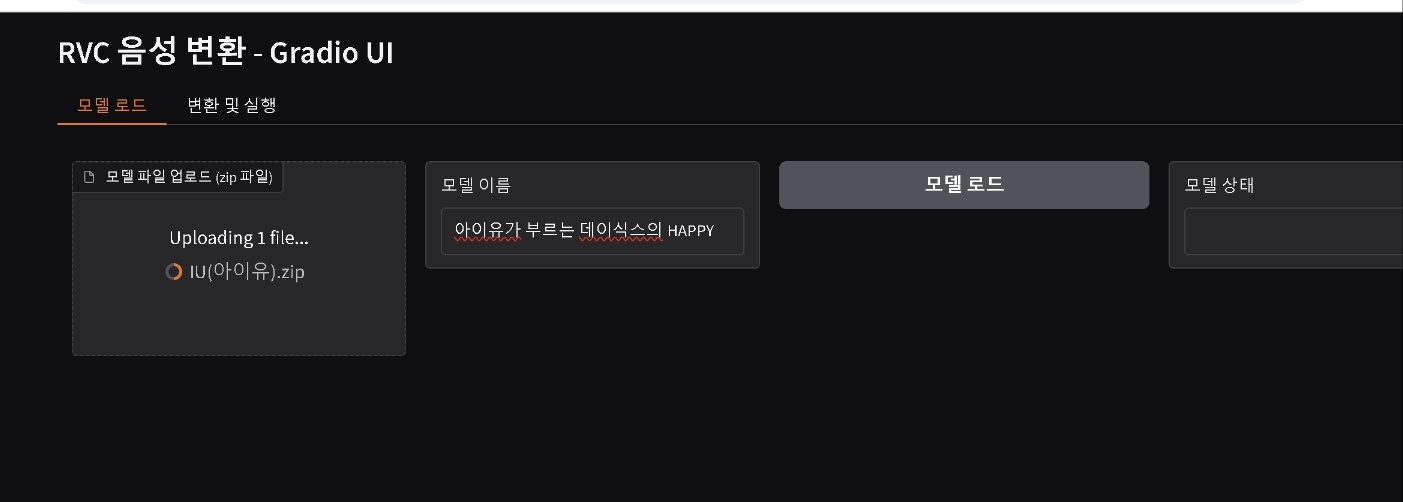 RVC 음성 변환 - Gradio UI
모델 로드
변환 및 실행
모델 파일 업로드 (zip 파일)
Uploading 1 file...
IU(아이유).zip
모델 이름
아이유가 부르는 데이식스의 HAPPY
모델 로드
모델 상태